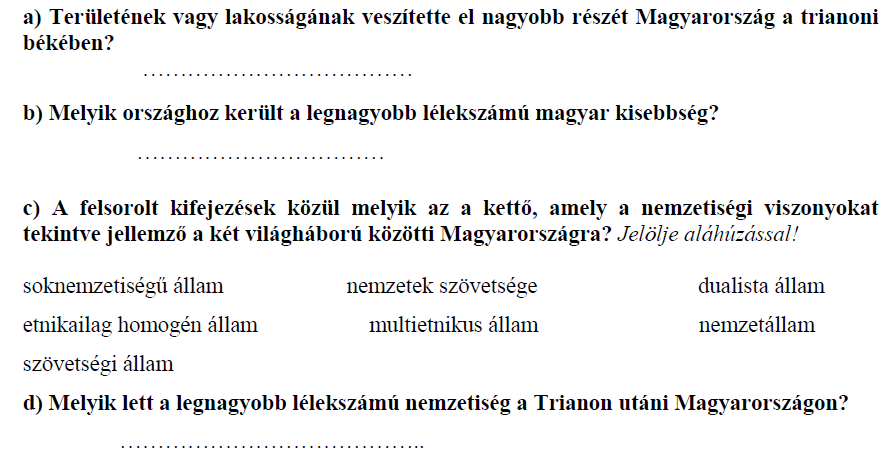 a) Területének vagy lakosságának veszítette el nagyobb részét Magyarország a trianoni
békében?
………………………………
b) Melyik országhoz került a legnagyobb lélekszámú magyar kisebbség?
……………………………
c) A felsorolt kifejezések közül melyik az a kettő, amely a nemzetiségi viszonyokat
tekintve jellemző a két világháború közötti Magyarországra? Jelölje aláhúzással!
soknemzetiségű állam nemzetek szövetsége dualista állam
etnikailag homogén állam multietnikus állam nemzetállam
szövetségi állam
d) Melyik lett a legnagyobb lélekszámú nemzetiség a Trianon utáni Magyarországon?
…………………………………..